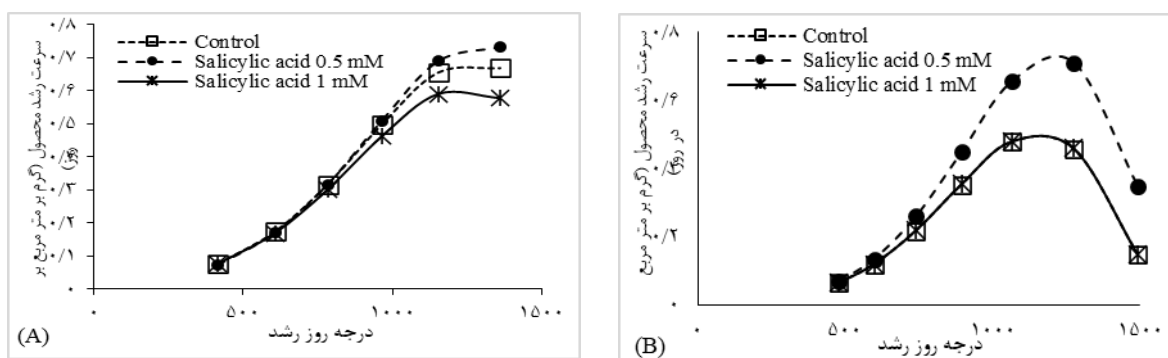 ۰/۸
۰/۷
۰/۶
۰/۵
۰/۴
۰/۳
۰/۲
۰/۱
۰
سرعت رشد محصول (گرم بر متر مربع بر
روز)
Control
Salicylic acid 0.5 mM
Salicylic acid 1 mM
۰ ۵۰۰ ۱۰۰۰ ۱۵۰۰
درجه روز رشد
(A)
۰/۸
۰/۶
۰/۴
۰/۲
۰
سرعت رشد محصول (گرم بر متر مربع
در روز)
Control
Salicylic acid 0.5 mM
Salicylic acid 1 mM
۰ ۵۰۰ ۱۰۰۰ ۱۵۰۰
درجه روز رشد
(B)